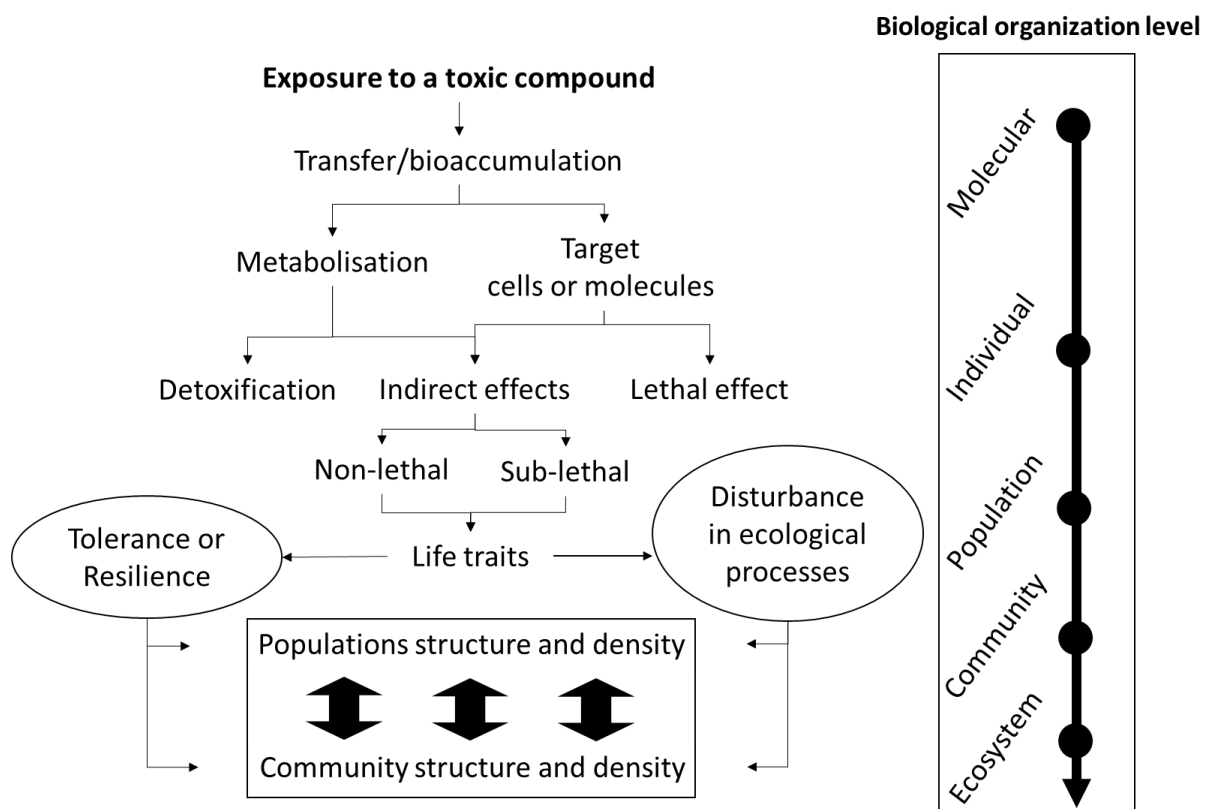 Biological organization level
Exposure to a toxic compound
Transfer/bioaccumulation
Metabolisation
Target
cells or molecules
Detoxification
Indirect effects
Lethal effect
Non-lethal
Sub-lethal
Tolerance or
Resilience
Life traits
Disturbance
in ecological
processes
Populations structure and density
Community structure and density
Molecular
Individual
Population
Community
Ecosystem